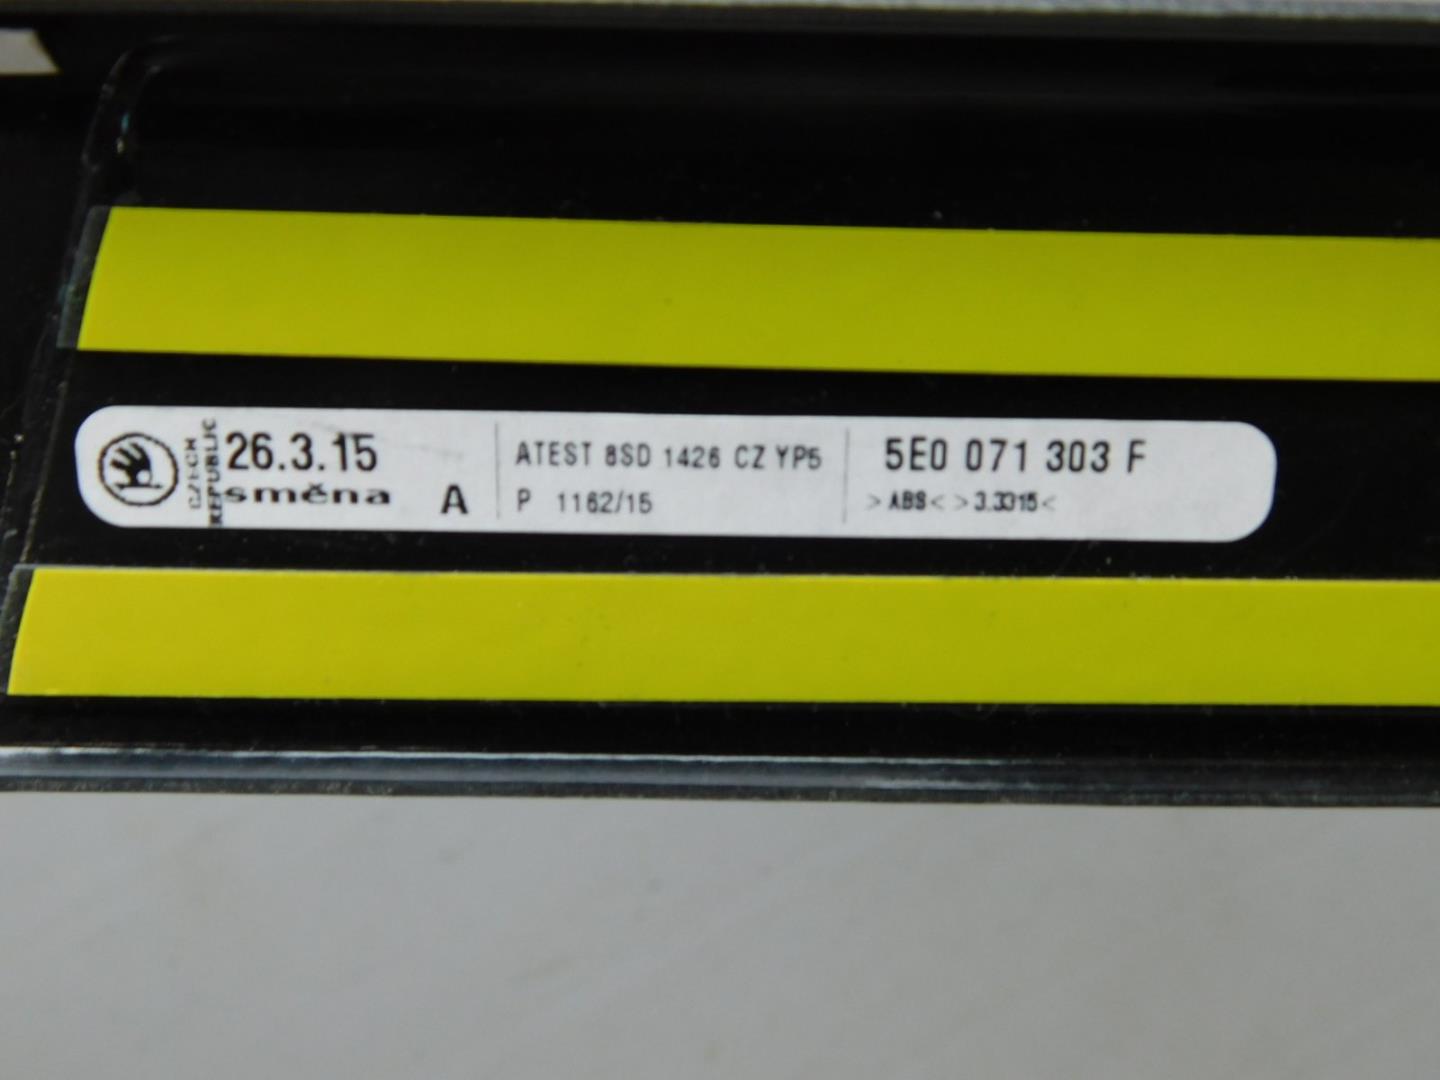 CZECH
REPUBLIC
26.3.15
směna A
ATEST 8SD 1426 CZ YP5
P 1162/15
5E0 071 303 F
>ABS< >3.3315<